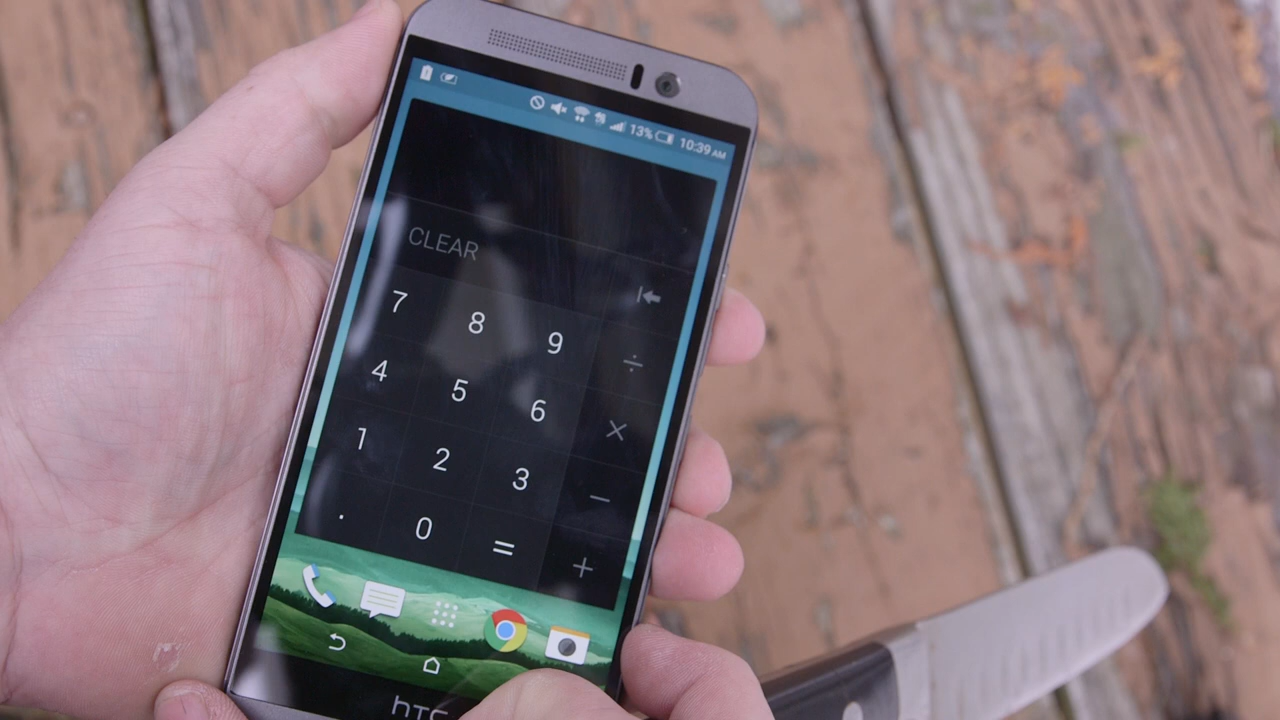 13% 10:39 AM
CLEAR
7 8 9 ÷
4 5 6 ×
1 2 3 −
. 0 = +
hTC